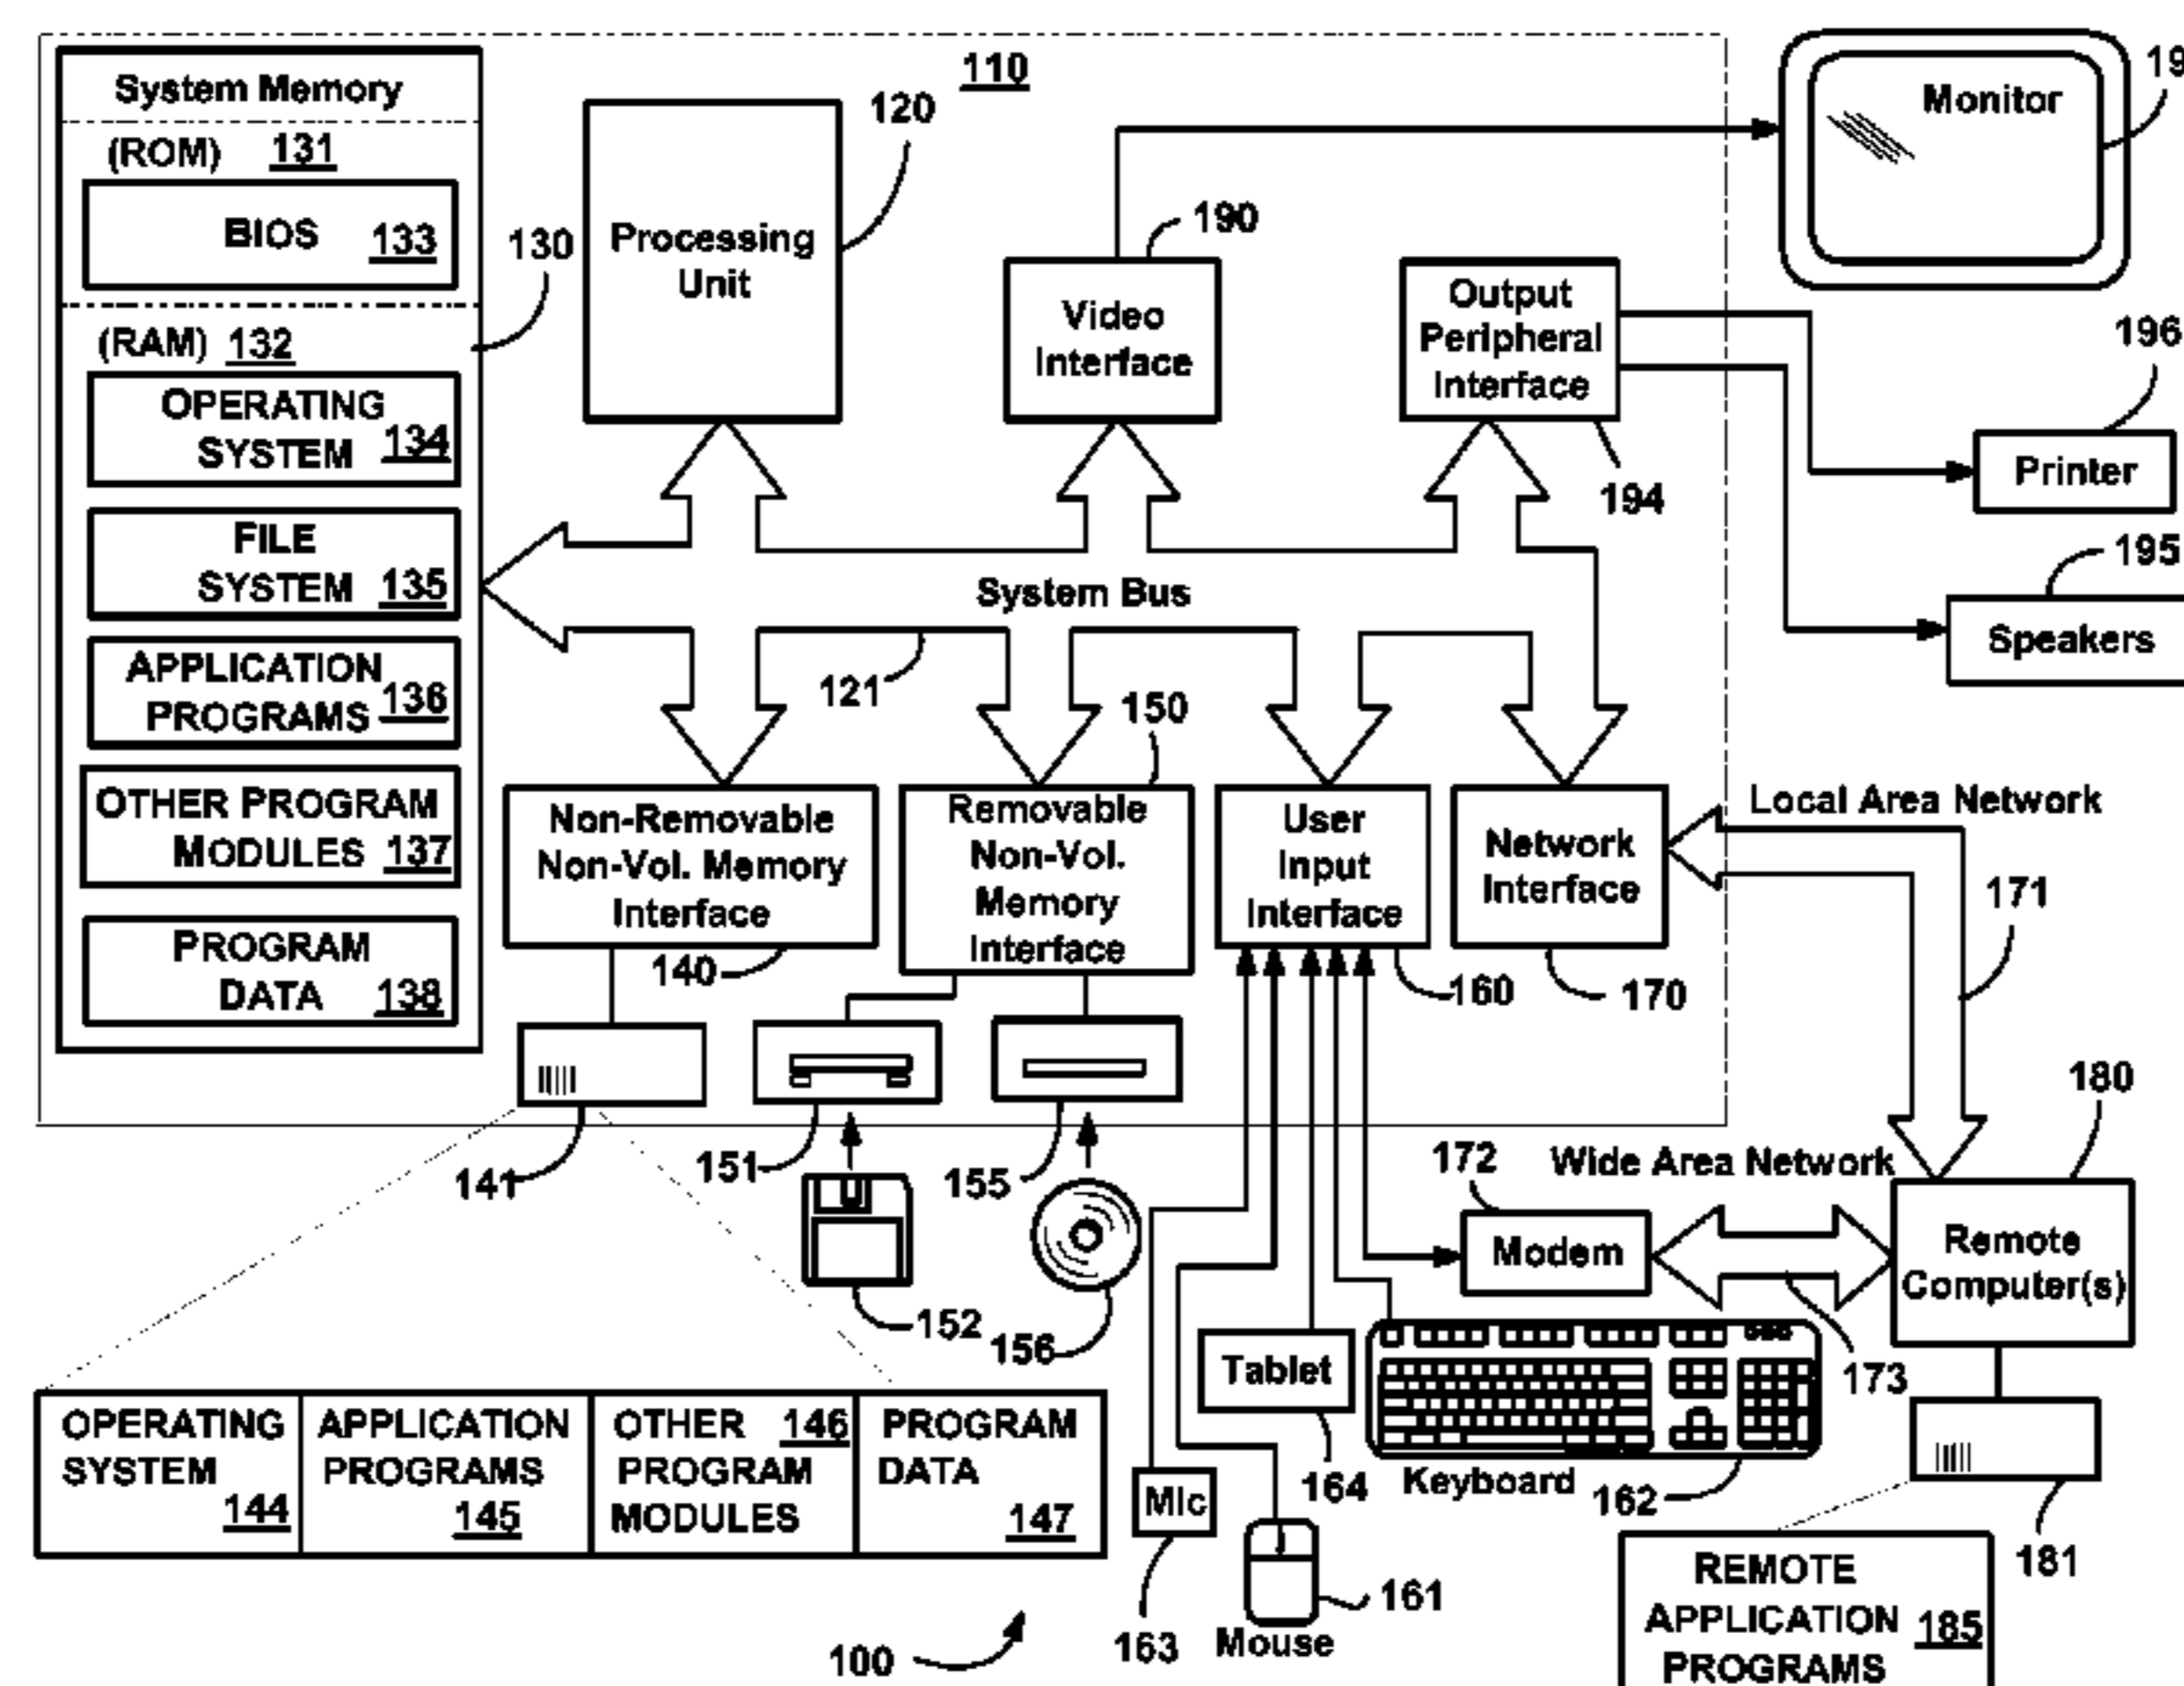 110
System Memory
(ROM) 131
BIOS 133
130
(RAM) 132
OPERATING
SYSTEM 134
FILE
SYSTEM 135
APPLICATION
PROGRAMS 136
OTHER PROGRAM
MODULES 137
PROGRAM
DATA 138
120
Processing
Unit
190
Video
Interface
Output
Peripheral
Interface
194
Monitor
19
196
Printer
195
Speakers
System Bus
121
150
Non-Removable
Non-Vol. Memory
Interface
140
Removable
Non-Vol.
Memory
Interface
User
Input
Interface
160
Network
Interface
170
Local Area Network
171
141
151
155
152
156
172
Wide Area Network
180
Modem
Remote
Computer(s)
173
Tablet
164
Keyboard 162
181
Mic
163
161
Mouse
OPERATING
SYSTEM
144
APPLICATION
PROGRAMS
145
OTHER 146
PROGRAM
MODULES
PROGRAM
DATA
147
REMOTE
APPLICATION 185
PROGRAMS
100